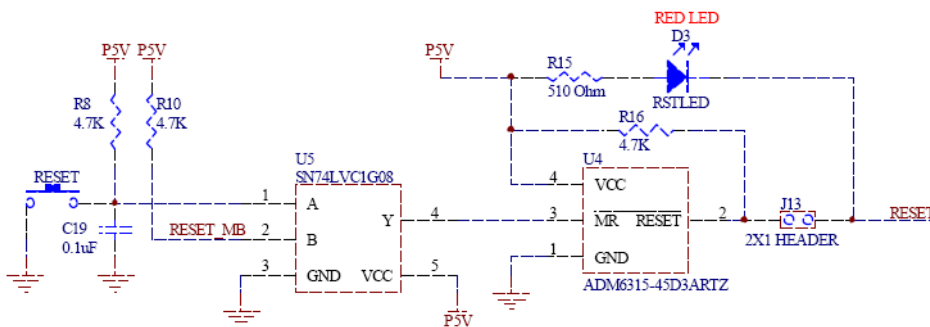 RED LED
D3
P5V P5V
P5V
R15
510 Ohm
RSTLED
R8
4.7K
R10
4.7K
R16
4.7K
U5
SN74LVC1G08
U4
RESET
4
VCC
1
A
J13
C19
0.1uF
RESET_MB
2
B
Y
4
3
MR
RESET
2
RESET
2X1 HEADER
3
GND
VCC
5
1
GND
ADM6315-45D3ARTZ
P5V